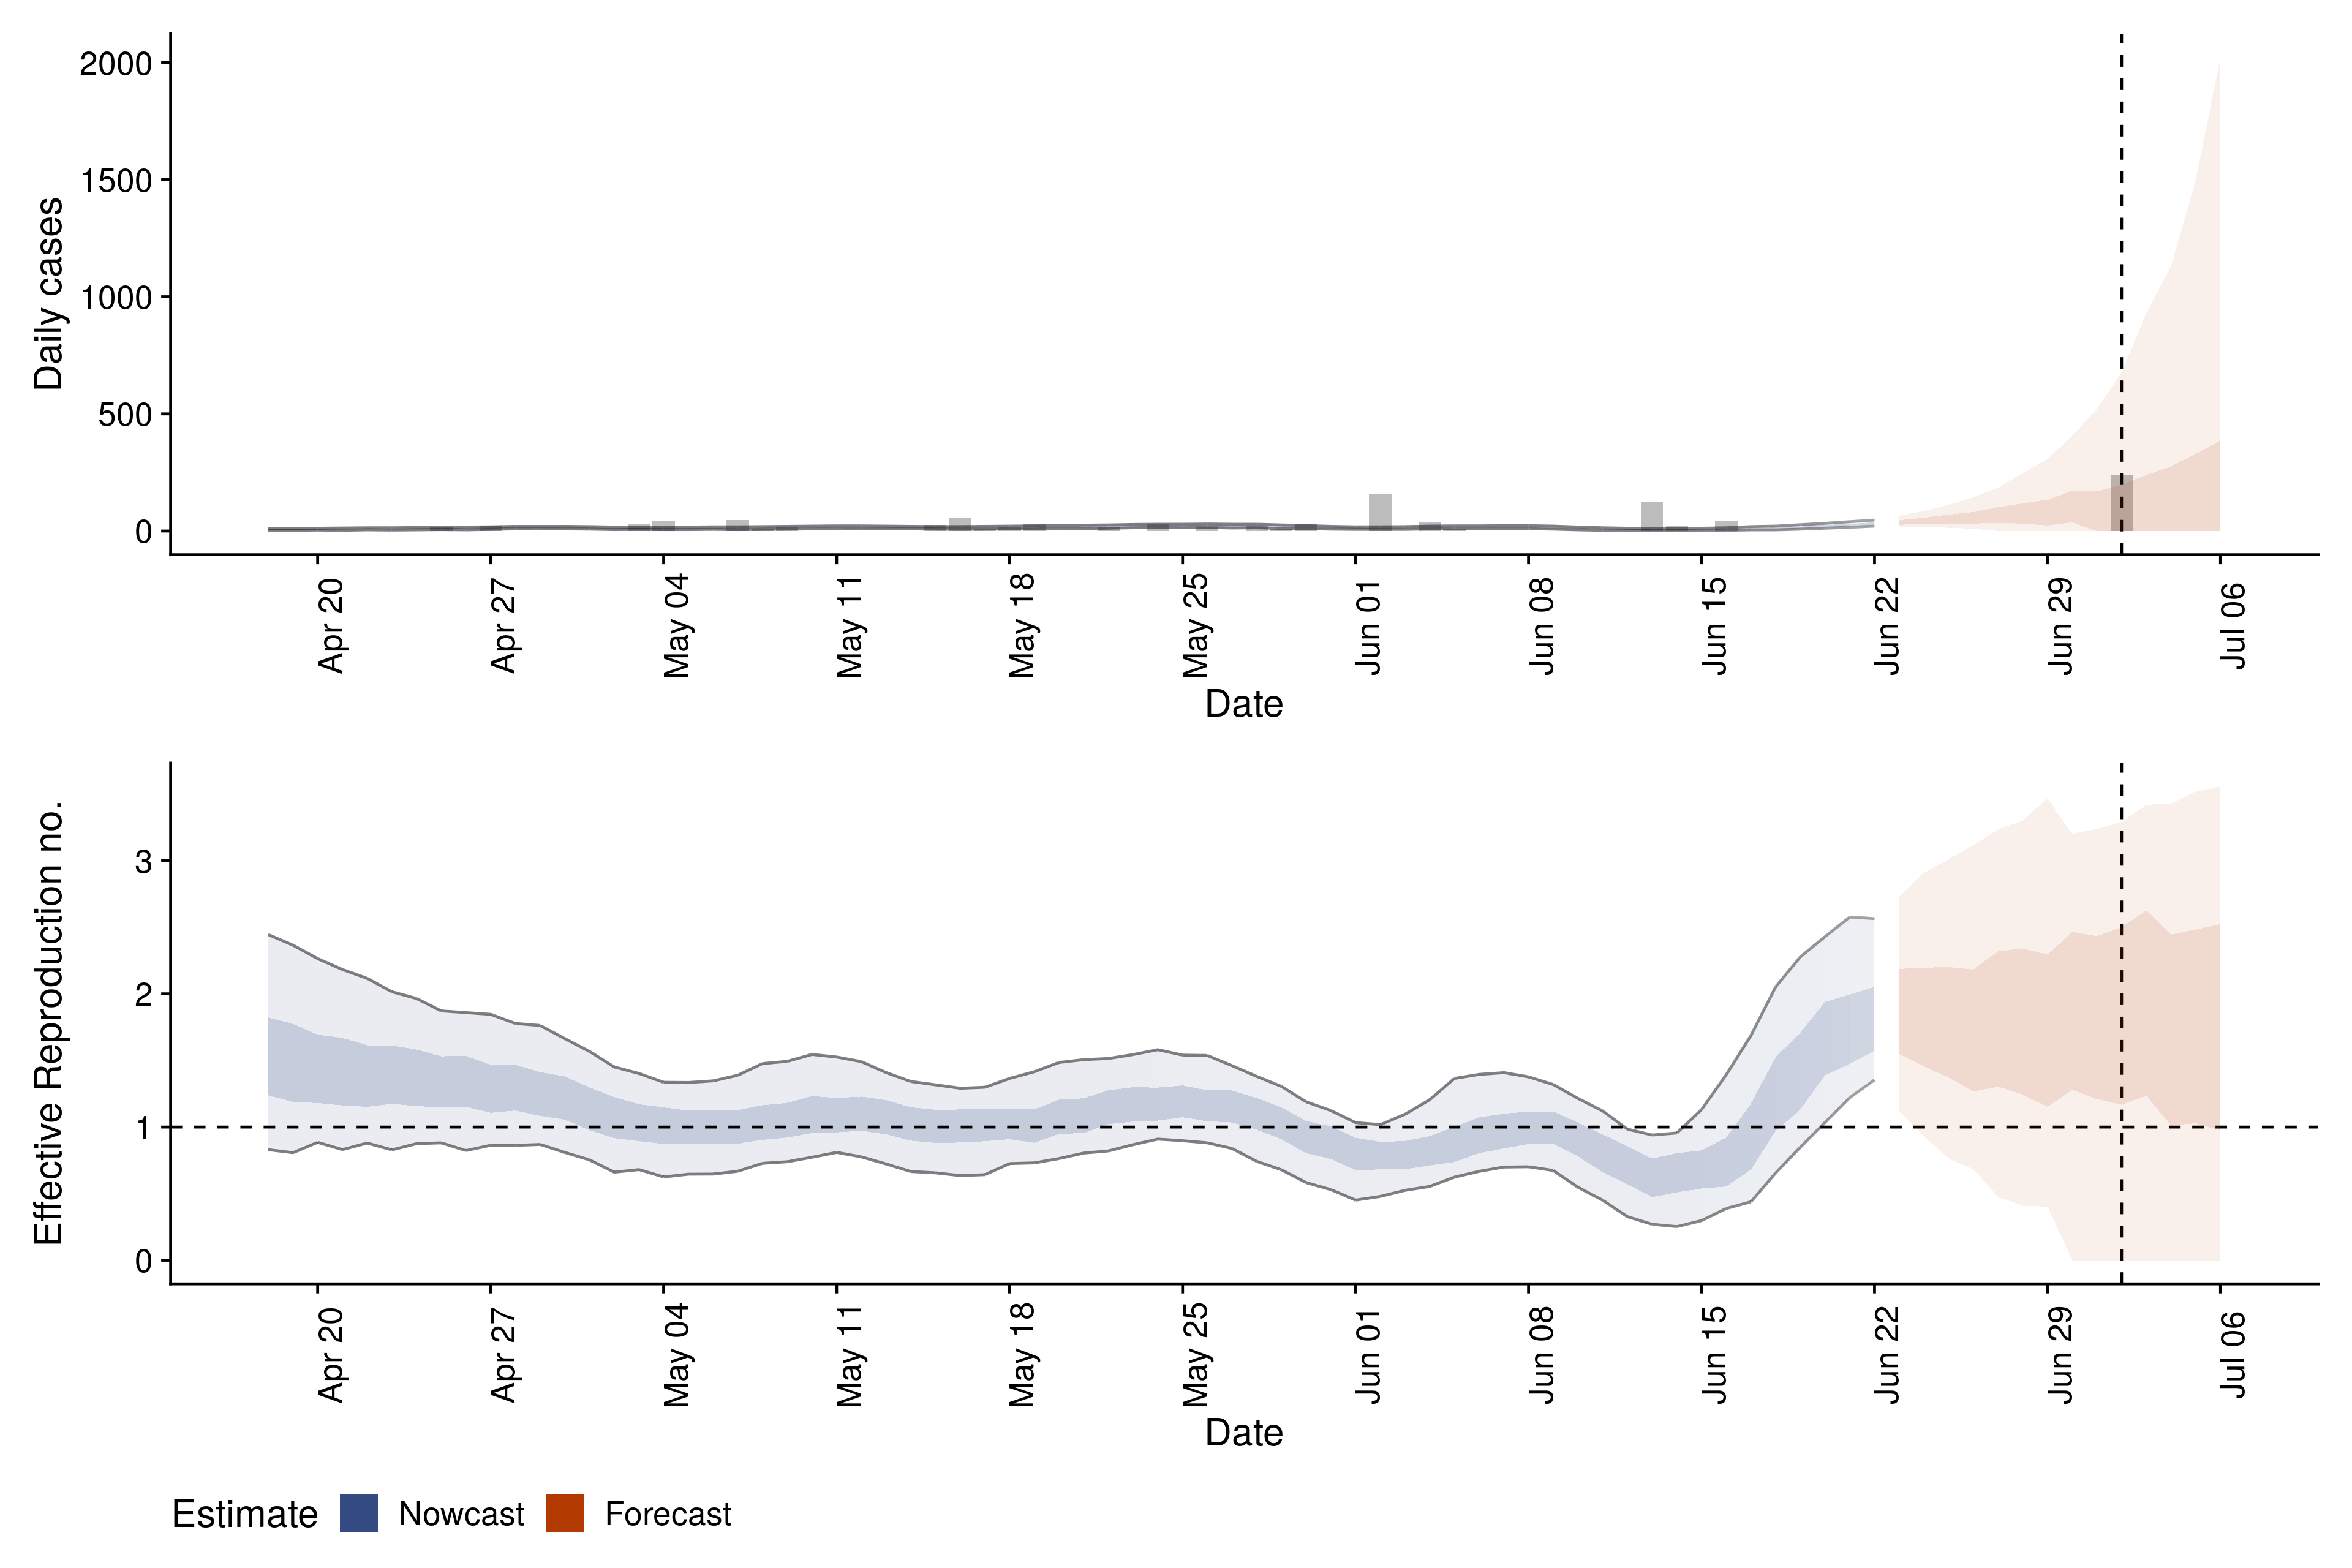 2000
1500
1000
500
0
Daily cases
Apr 20
Apr 27
May 04
May 11
May 18
May 25
Jun 01
Jun 08
Jun 15
Jun 22
Jun 29
Jul 06
Date
3
2
1
0
Effective Reproduction no.
Apr 20
Apr 27
May 04
May 11
May 18
May 25
Jun 01
Jun 08
Jun 15
Jun 22
Jun 29
Jul 06
Date
Estimate Nowcast Forecast